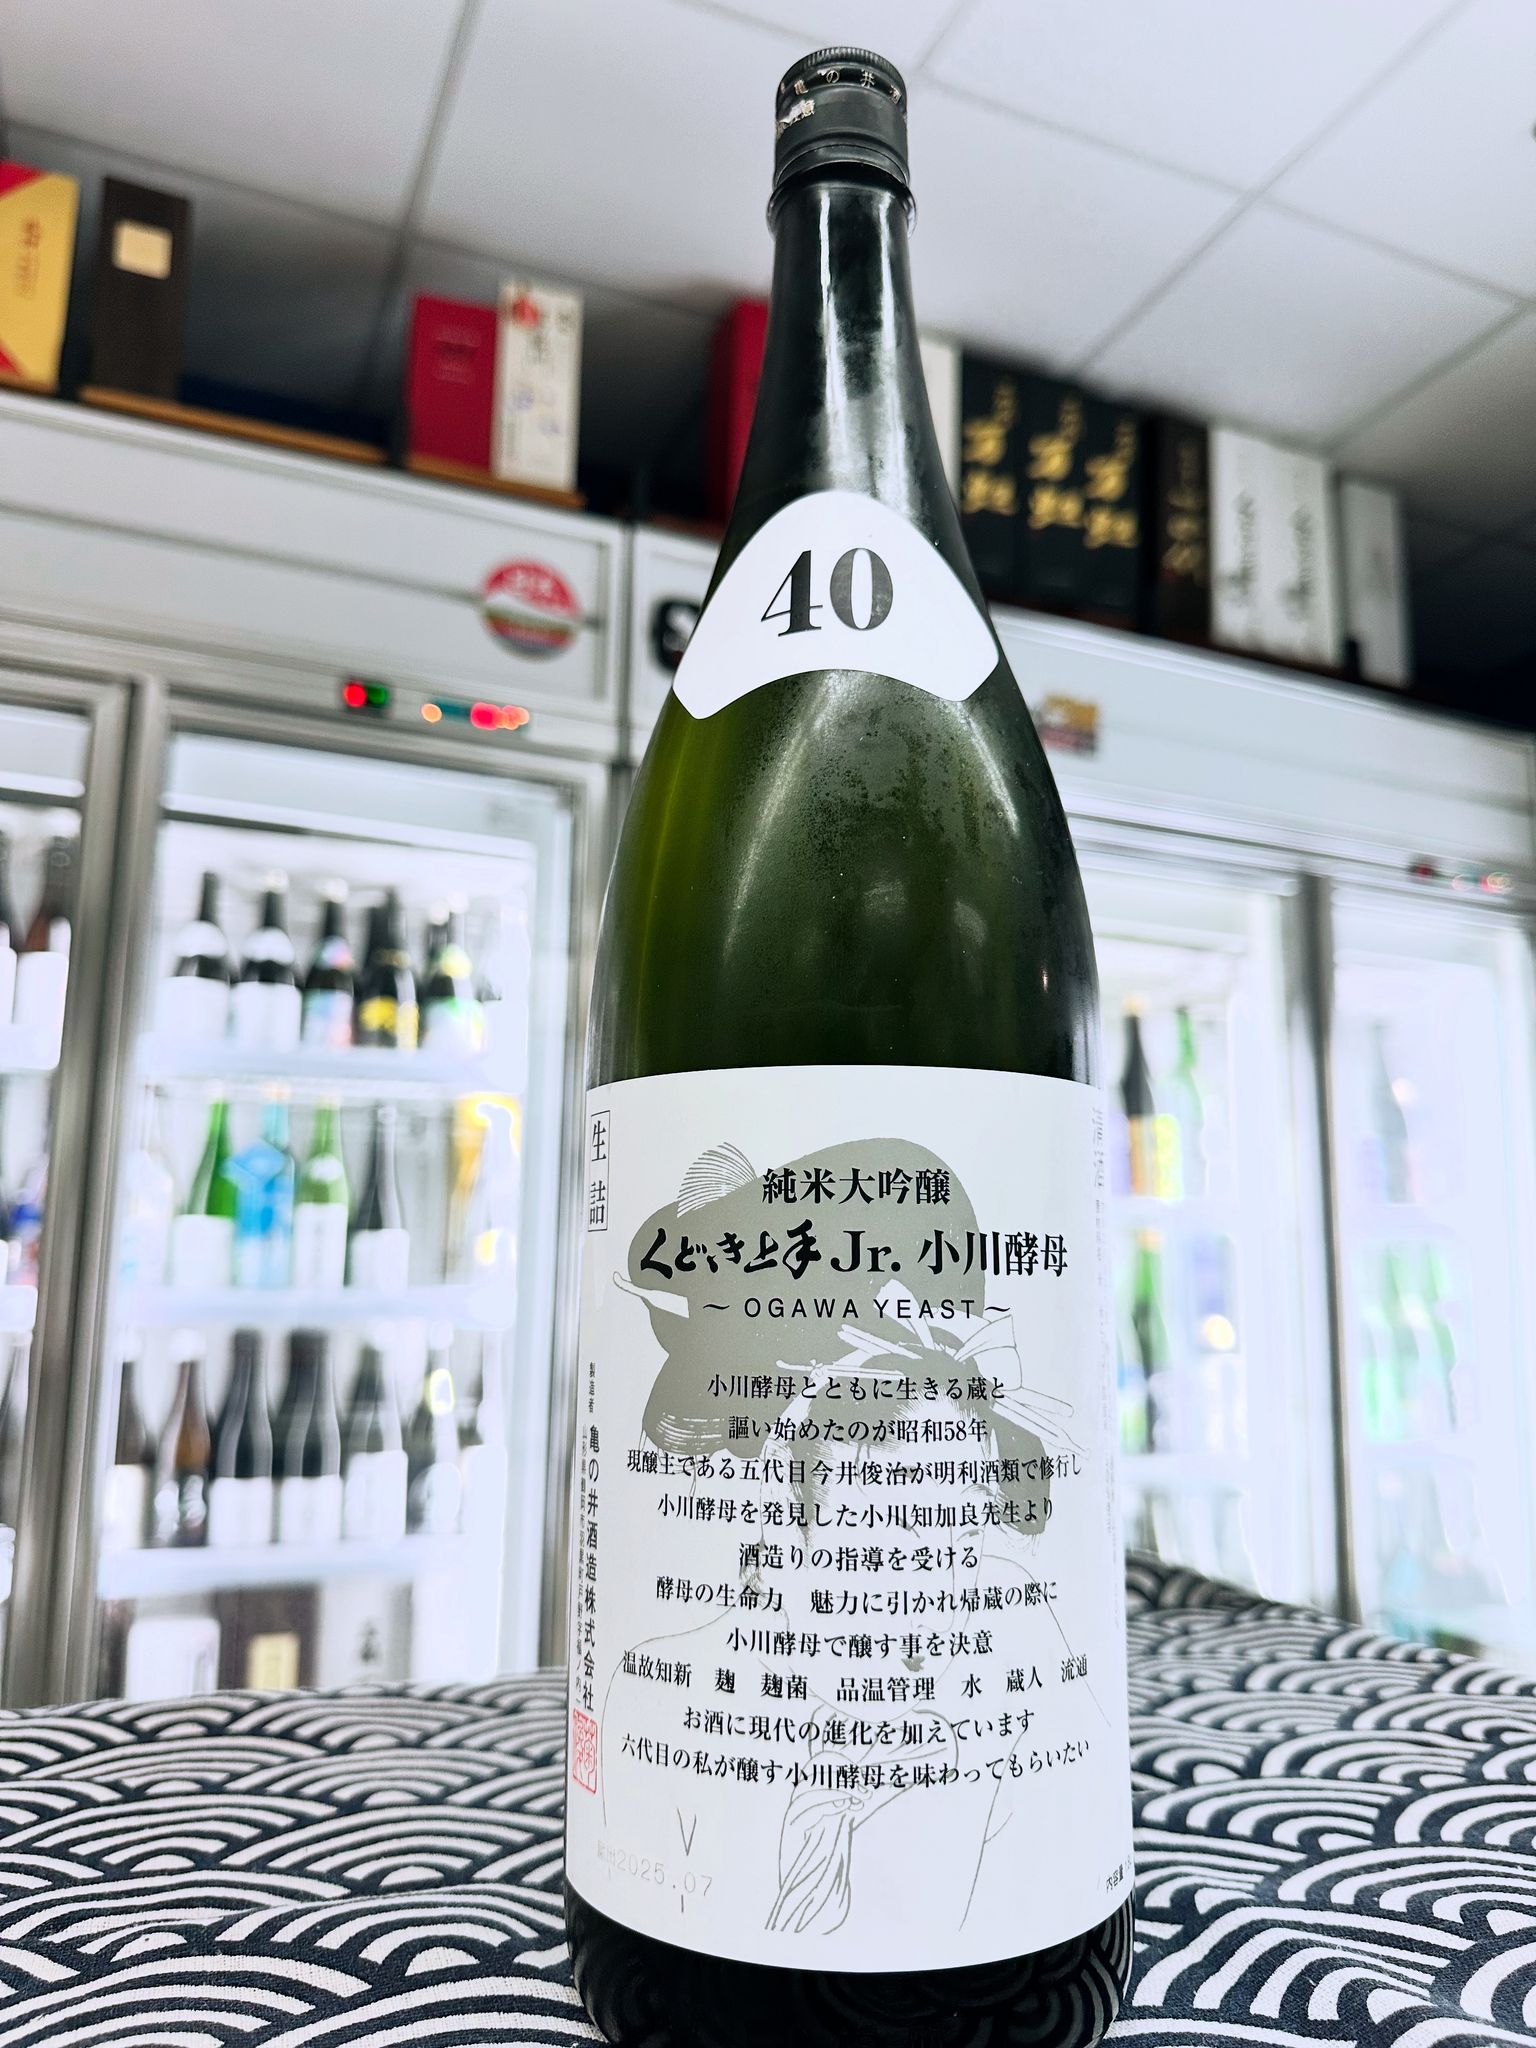 の井
40
生詰
純米大吟醸
くどき上手 Jr. 小川酵母
～ OGAWA YEAST ～
小川酵母とともに生きる蔵と
謳い始めたのが昭和58年
現醸主である五代目今井俊治が明利酒類で修行し
小川酵母を発見した小川知加良先生より
酒造りの指導を受ける
酵母の生命力　魅力に引かれ帰蔵の際に
小川酵母で醸す事を決意
温故知新　麹　麹菌　品温管理　水　蔵人　流通
お酒に現代の進化を加えています
六代目の私が醸す小川酵母を味わってもらいたい
製造者 亀の井酒造株式会社
2025.07
内容量